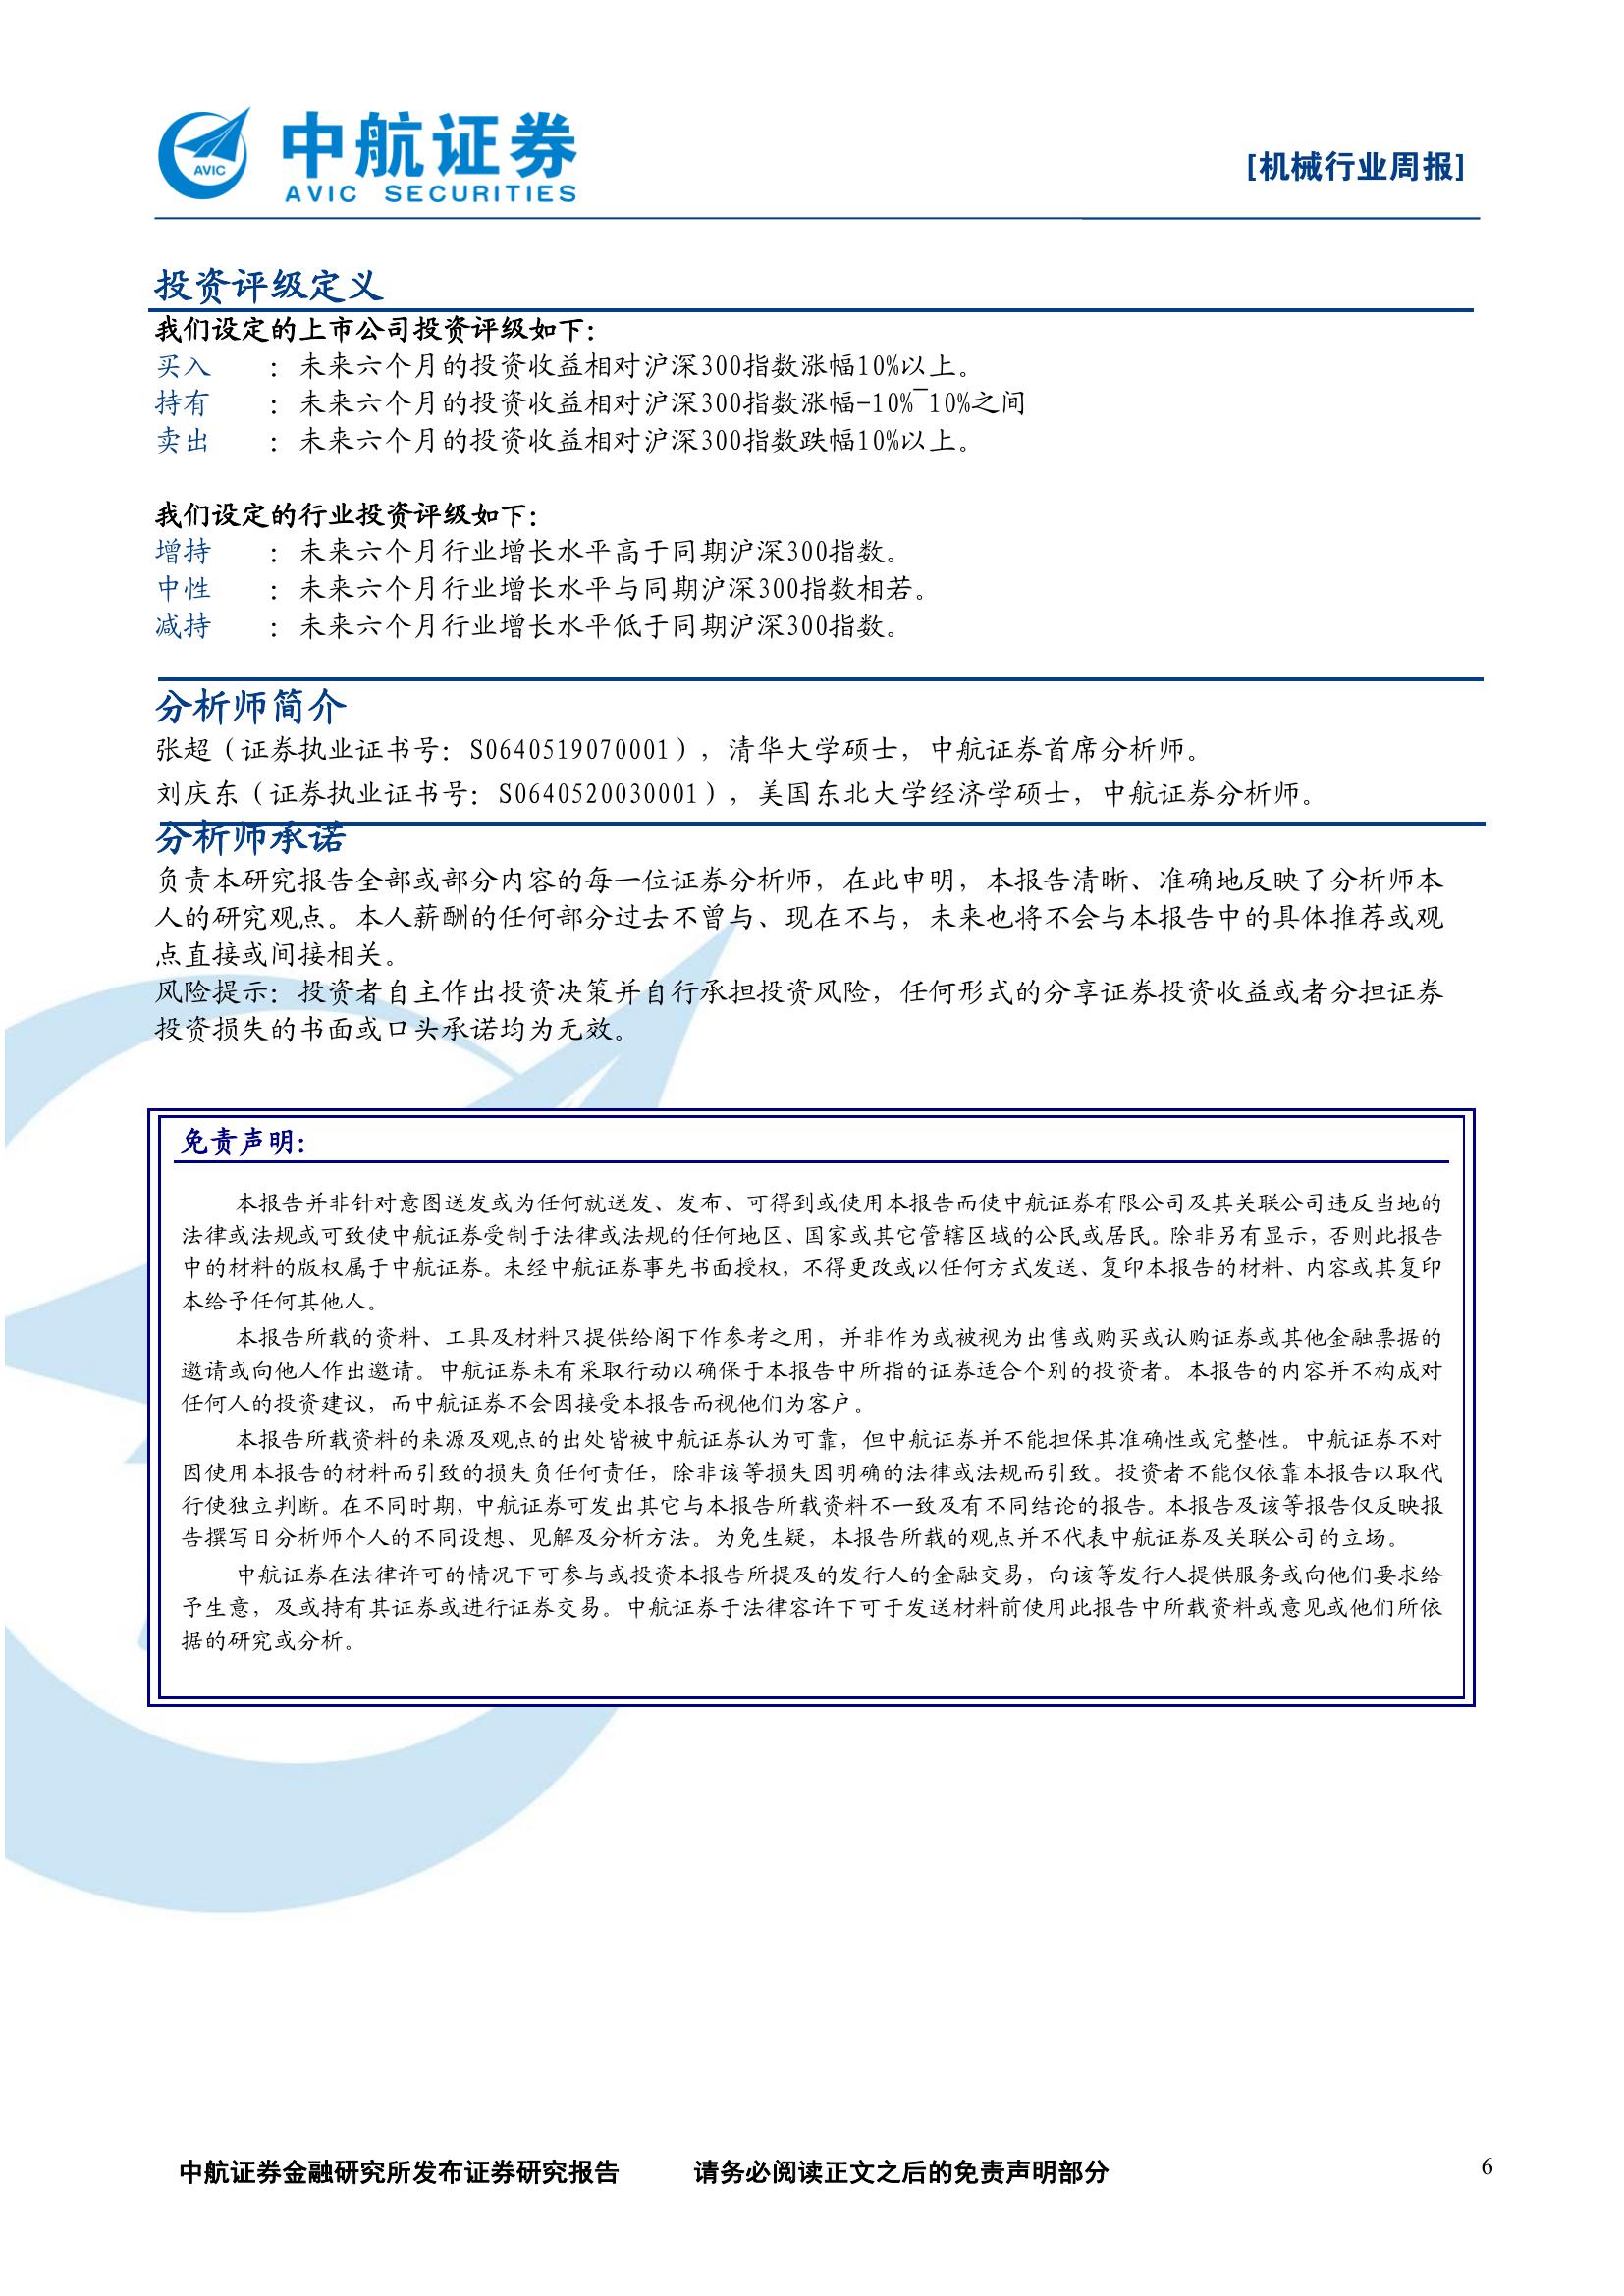 AVIC
中航证券
AVIC SECURITIES
[机械行业周报]
投资评级定义
我们设定的上市公司投资评级如下：
买入 ：未来六个月的投资收益相对沪深300指数涨幅10%以上。
持有 ：未来六个月的投资收益相对沪深300指数涨幅-10%¯10%之间
卖出 ：未来六个月的投资收益相对沪深300指数跌幅10%以上。
我们设定的行业投资评级如下：
增持 ：未来六个月行业增长水平高于同期沪深300指数。
中性 ：未来六个月行业增长水平与同期沪深300指数相若。
减持 ：未来六个月行业增长水平低于同期沪深300指数。
分析师简介
张超（证券执业证书号：S0640519070001），清华大学硕士，中航证券首席分析师。
刘庆东（证券执业证书号：S0640520030001），美国东北大学经济学硕士，中航证券分析师。
分析师承诺
负责本研究报告全部或部分内容的每一位证券分析师，在此申明，本报告清晰、准确地反映了分析师本
人的研究观点。本人薪酬的任何部分过去不曾与、现在不与，未来也将不会与本报告中的具体推荐或观
点直接或间接相关。
风险提示：投资者自主作出投资决策并自行承担投资风险，任何形式的分享证券投资收益或者分担证券
投资损失的书面或口头承诺均为无效。
免责声明：
本报告并非针对意图送发或为任何就送发、发布、可得到或使用本报告而使中航证券有限公司及其关联公司违反当地的
法律或法规或可致使中航证券受制于法律或法规的任何地区、国家或其它管辖区域的公民或居民。除非另有显示，否则此报告
中的材料的版权属于中航证券。未经中航证券事先书面授权，不得更改或以任何方式发送、复印本报告的材料、内容或其复印
本给予任何其他人。
本报告所载的资料、工具及材料只提供给阁下作参考之用，并非作为或被视为出售或购买或认购证券或其他金融票据的
邀请或向他人作出邀请。中航证券未有采取行动以确保于本报告中所指的证券适合个别的投资者。本报告的内容并不构成对
任何人的投资建议，而中航证券不会因接受本报告而视他们为客户。
本报告所载资料的来源及观点的出处皆被中航证券认为可靠，但中航证券并不能担保其准确性或完整性。中航证券不对
因使用本报告的材料而引致的损失负任何责任，除非该等损失因明确的法律或法规而引致。投资者不能仅依靠本报告以取代
行使独立判断。在不同时期，中航证券可发出其它与本报告所载资料不一致及有不同结论的报告。本报告及该等报告仅反映报
告撰写日分析师个人的不同设想、见解及分析方法。为免生疑，本报告所载的观点并不代表中航证券及关联公司的立场。
中航证券在法律许可的情况下可参与或投资本报告所提及的发行人的金融交易，向该等发行人提供服务或向他们要求给
予生意，及或持有其证券或进行证券交易。中航证券于法律容许下可于发送材料前使用此报告中所载资料或意见或他们所依
据的研究或分析。
中航证券金融研究所发布证券研究报告 请务必阅读正文之后的免责声明部分 6